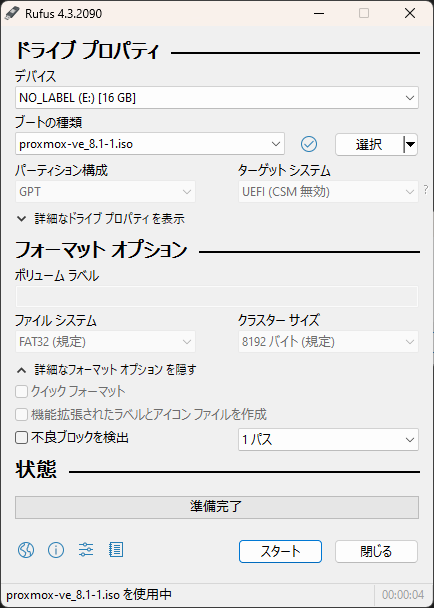 Rufus 4.3.2090
ドライブ プロパティ
デバイス
NO_LABEL (E:) [16 GB]
ブートの種類
proxmox-ve_8.1-1.iso
選択
パーティション構成
ターゲット システム
GPT
UEFI (CSM 無効)
?
詳細なドライブ プロパティを表示
フォーマット オプション
ボリューム ラベル
ファイル システム
クラスター サイズ
FAT32 (規定)
8192 バイト (規定)
詳細なフォーマット オプション を隠す
クイック フォーマット
機能拡張されたラベルとアイコン ファイルを作成
不良ブロックを検出
1 パス
状態
準備完了
スタート
閉じる
proxmox-ve_8.1-1.iso を使用中
00:00:04